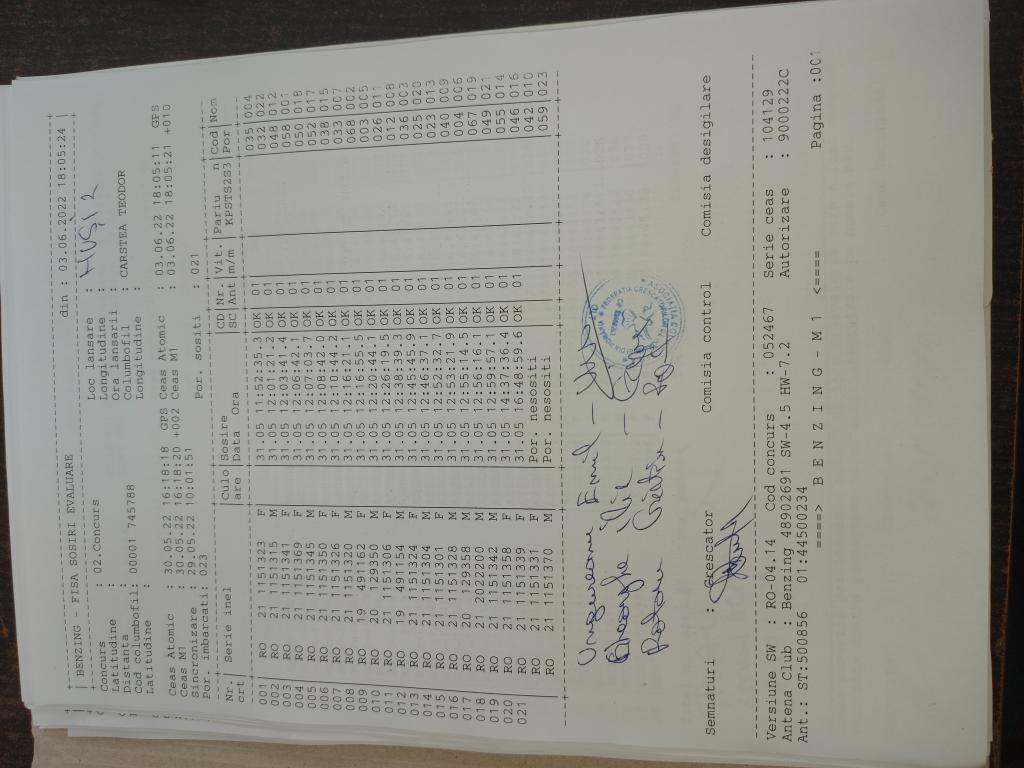 din : 03.06.2022 18:05:24 |
| BENZING FISA SOSIRI EVALUARE
Concurs : 02.Concurs Loc lansare : HUȘI 2
Latitudine : Longitudine :
Distanta : Ora lansarii :
Cod columbofil: 00001 745788 Columbofil : CARSTEA TEODOR
Latitudine : Longitudine :
Ceas Atomic : 30.05.22 16:18:18 GPS Ceas Atomic : 03.06.22 18:05:11 GPS
Ceas M1 : 30.05.22 16:18:20 +002 Ceas M1 : 03.06.22 18:05:21 +010
Sincronizare : 29.05.22 10:01:51
Por. imbarcati: 023 Por. sositi : 021
Nr. | Serie inel |Culo|Sosire |CD|Nr.|Vit.|Pariu n|Cod|Nom
crt | |are |Data Ora |SC|Ant|m/m | KPSTS2S3|Por|
001 RO 21 1151323 F 31.05 11:52:35.3 OK 01 035 004
002 RO 21 1151315 M 31.05 12:01:21.2 OK 01 032 022
003 RO 21 1151341 F 31.05 12:03:41.4 OK 01 048 012
004 RO 21 1151369 F 31.05 12:06:42.1 OK 01 058 001
005 RO 21 1151345 M 31.05 12:08:03.7 OK 01 050 018
006 RO 21 1151350 F 31.05 12:08:42.0 OK 01 052 017
007 RO 21 1151326 F 31.05 12:10:44.2 OK 01 038 015
008 RO 21 1151320 M 31.05 12:16:21.1 OK 01 033 007
009 RO 19 491162 F 31.05 12:16:55.5 OK 01 068 002
010 RO 20 129350 M 31.05 12:20:44.1 OK 01 003 005
011 RO 21 1151306 F 31.05 12:26:19.5 OK 01 026 011
012 RO 19 491154 M 31.05 12:38:39.3 OK 01 012 008
013 RO 21 1151324 F 31.05 12:45:45.9 OK 01 036 003
014 RO 21 1151304 M 31.05 12:46:37.1 OK 01 025 020
015 RO 21 1151301 F 31.05 12:52:32.7 OK 01 023 013
016 RO 21 1151328 M 31.05 12:53:21.9 OK 01 040 009
017 RO 20 129358 M 31.05 12:55:14.5 OK 01 004 006
018 RO 21 2022200 M 31.05 12:56:16.1 OK 01 067 019
019 RO 21 1151342 M 31.05 12:59:57.1 OK 01 049 021
020 RO 21 1151358 F 31.05 14:37:36.4 OK 01 055 014
021 RO 21 1151339 F 31.05 16:48:59.6 OK 01 046 016
RO 21 1151331 F Por. nesositi 042 010
RO 21 1151370 M Por. nesositi 059 023
Ungureanu Emil –
Gheorghe Ilie –
–
Semnaturi : Crescator Comisia control Comisia desigilare
Versiune SW : RO-04.14 Cod concurs : 052467 Serie ceas : 104129
Antena Club : Benzing 48902691 SW-4.5 HW-7.2 Autorizare : 9000222C
Ant.: ST:500856 01:44500234
====> B E N Z I N G - M 1 <==== Pagina :001